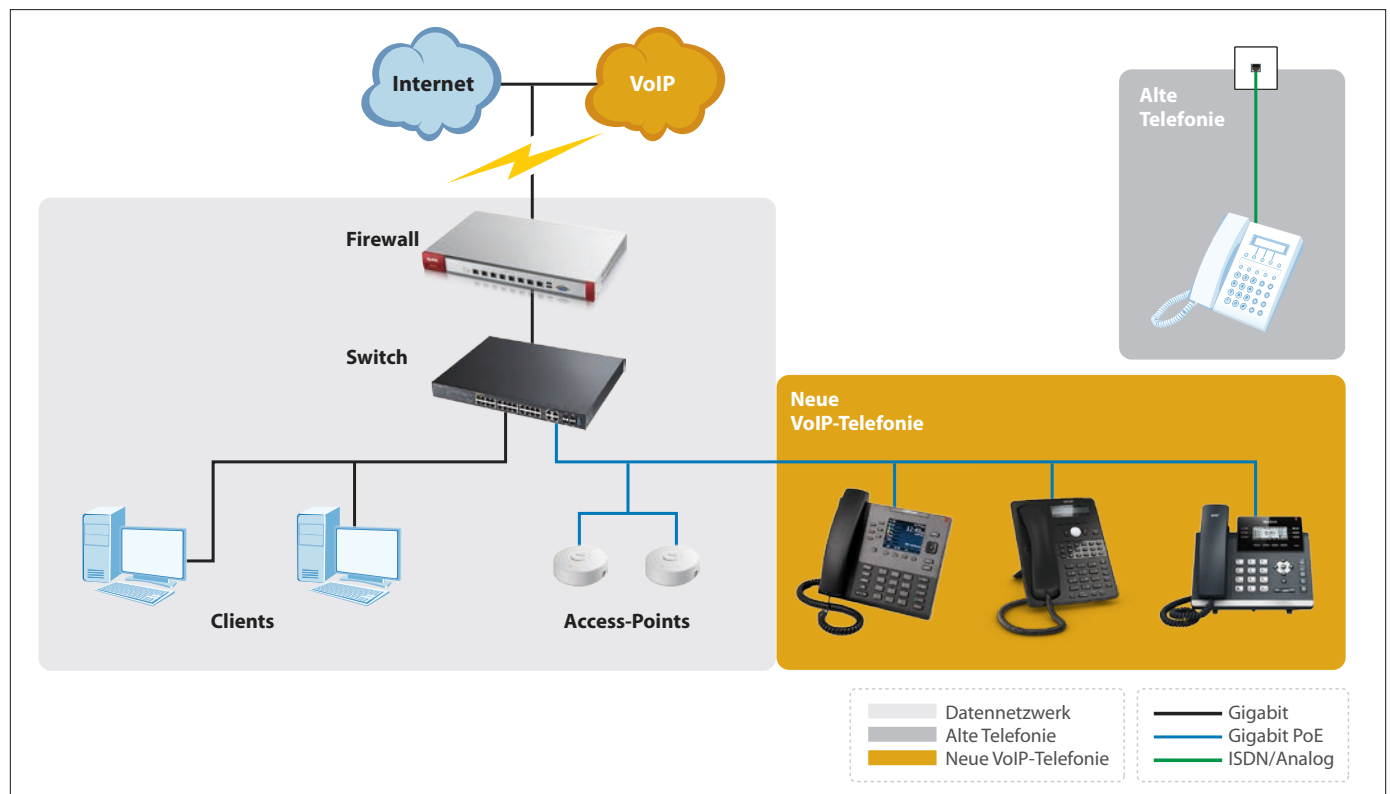 Internet
VoIP
Alte
Telefonie
Firewall
Switch
Neue
VoIP-Telefonie
Clients
Access-Points
Datennetzwerk
Alte Telefonie
Neue VoIP-Telefonie
Gigabit
Gigabit PoE
ISDN/Analog